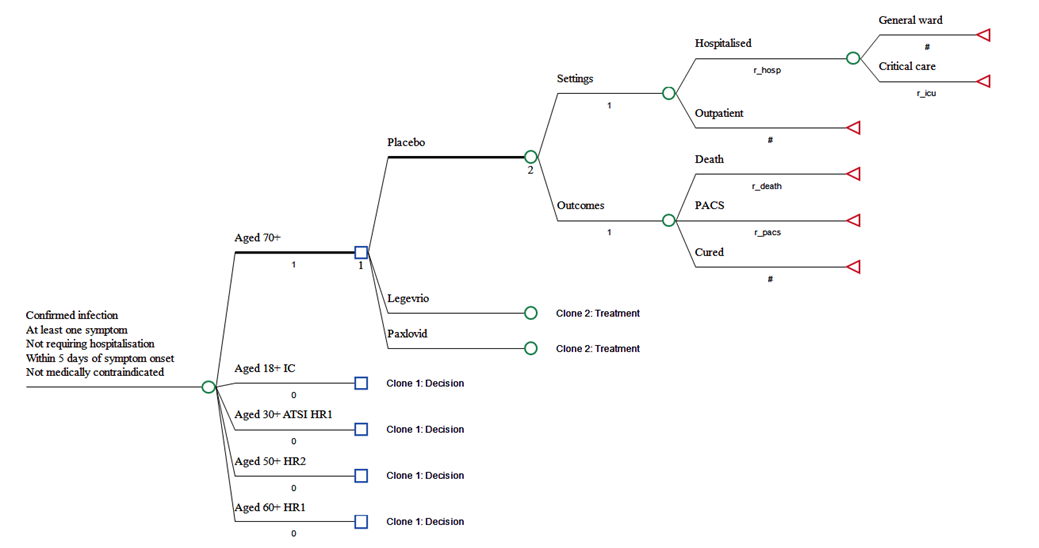 General ward
#
Critical care
r_icu
Hospitalised
r_hosp
Outpatient
#
Settings
1
Death
r_death
PACS
r_pacs
Cured
#
Outcomes
1
Placebo
2
Aged 70+
1
1
Legevrio
Clone 2: Treatment
Paxlovid
Clone 2: Treatment
Confirmed infection
At least one symptom
Not requiring hospitalisation
Within 5 days of symptom onset
Not medically contraindicated
Aged 18+ IC
0
Clone 1: Decision
Aged 30+ ATSI HR1
0
Clone 1: Decision
Aged 50+ HR2
0
Clone 1: Decision
Aged 60+ HR1
0
Clone 1: Decision